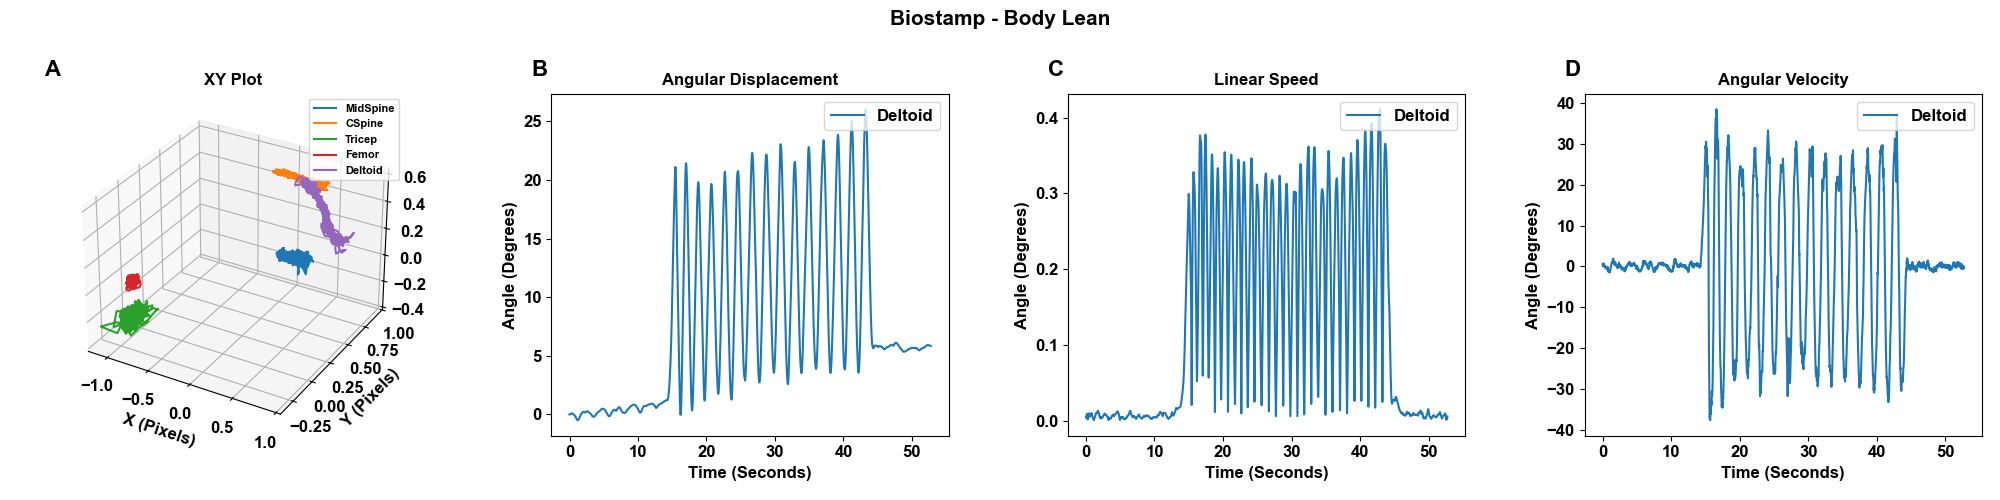 Biostamp - Body Lean
A
XY Plot
MidSpine
CSpine
Tricep
Femor
Deltoid
0.6
0.4
0.2
0.0
−0.2
−0.4
1.00
0.75
0.50
0.25
0.00
−0.25
Y (Pixels)
−1.0
−0.5
0.0
0.5
1.0
X (Pixels)
B
Angular Displacement
Deltoid
25
20
15
10
5
0
Angle (Degrees)
0 10 20 30 40 50
Time (Seconds)
C
Linear Speed
Deltoid
0.4
0.3
0.2
0.1
0.0
Angle (Degrees)
0 10 20 30 40 50
Time (Seconds)
D
Angular Velocity
Deltoid
40
30
20
10
0
−10
−20
−30
−40
Angle (Degrees)
0 10 20 30 40 50
Time (Seconds)